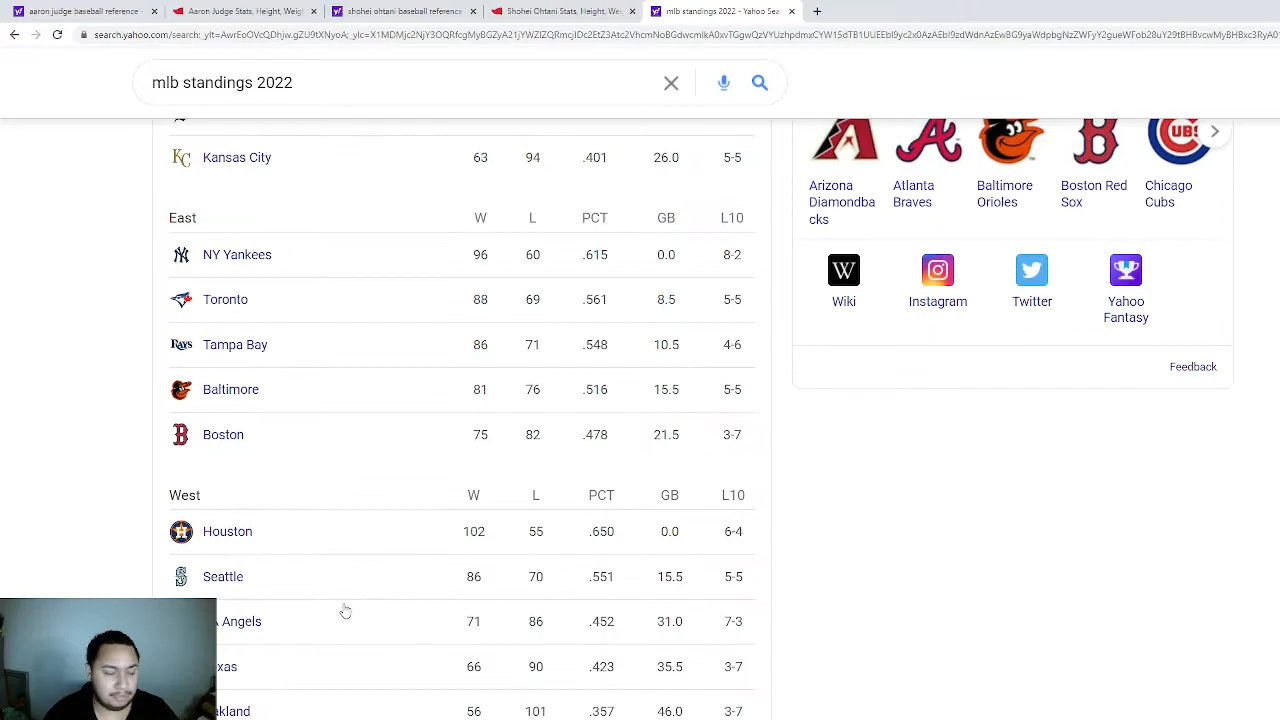 aaron judge baseball reference -
Aaron Judge Stats, Height, Weig
shohei ohtani baseball reference
Shohei Ohtani Stats, Height, Wei
mlb standings 2022 - Yahoo Sea
mlb standings 2022
Kansas City 63 94 .401 26.0 5-5
East W L PCT GB L10
NY Yankees 96 60 .615 0.0 8-2
Toronto 88 69 .561 8.5 5-5
Rays Tampa Bay 86 71 .548 10.5 4-6
Baltimore 81 76 .516 15.5 5-5
B Boston 75 82 .478 21.5 3-7
West W L PCT GB L10
Houston 102 55 .650 0.0 6-4
S Seattle 86 70 .551 15.5 5-5
Angels 71 86 .452 31.0 7-3
xas 66 90 .423 35.5 3-7
kland 56 101 .357 46.0 3-7
CUBS
Arizona
Diamondba
cks
Atlanta
Braves
Baltimore
Orioles
Boston Red
Sox
Chicago
Cubs
W
Wiki
Instagram
Twitter
Yahoo
Fantasy
Feedback